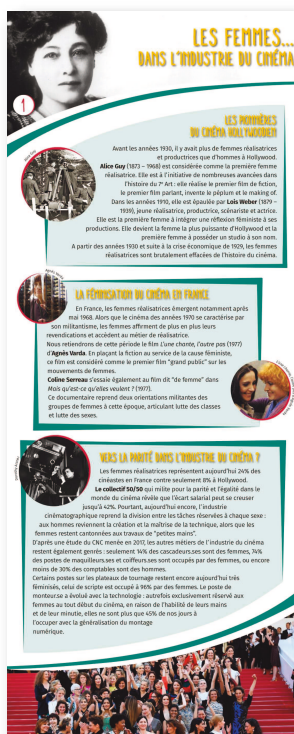 LES FEMMES...
DANS L'INDUSTRIE DU CINÉMA
1
LES PIONNIÈRES
DU CINÉMA HOLLYWOODIEN
Avant les années 1930, il y avait plus de femmes réalisatrices
et productrices que d'hommes à Hollywood.
Alice Guy (1873 – 1968) est considérée comme la première femme
réalisatrice. Elle est à l'initiative de nombreuses avancées dans
l'histoire du 7e Art : elle réalise le premier film de fiction,
le premier film parlant, invente le péplum et le making of.
Dans les années 1910, elle est épaulée par Lois Weber (1879 –
1939), jeune réalisatrice, productrice, scénariste et actrice.
Elle est la première femme à intégrer une réflexion féministe à ses
productions. Elle devient la femme la plus puissante d'Hollywood et la
première femme à posséder un studio à son nom.
A partir des années 1930 et suite à la crise économique de 1929, les femmes
réalisatrices sont brutalement effacées de l'histoire du cinéma.
LA FÉMINISATION DU CINÉMA EN FRANCE
En France, les femmes réalisatrices émergent notamment après
mai 1968. Alors que le cinéma des années 1970 se caractérise par
son militantisme, les femmes affirment de plus en plus leurs
revendications et accèdent au métier de réalisatrice.
Nous retiendrons de cette période le film L'une chante, l'autre pas (1977)
d'Agnès Varda. En plaçant la fiction au service de la cause féministe,
ce film est considéré comme le premier film "grand public" sur les
mouvements de femmes.
Coline Serreau s'essaie également au film dit "de femme" dans
Mais qu'est-ce qu'elles veulent ? (1977).
Ce documentaire reprend deux orientations militantes des
groupes de femmes à cette époque, articulant lutte des classes
et lutte des sexes.
VERS LA PARITÉ DANS L'INDUSTRIE DU CINÉMA ?
Les femmes réalisatrices représentent aujourd'hui 24% des
cinéastes en France contre seulement 8% à Hollywood.
Le collectif 50/50 qui milite pour la parité et l'égalité dans le
monde du cinéma révèle que l'écart salarial peut se creuser
jusqu'à 42%. Pourtant, aujourd'hui encore, l'industrie
cinématographique reprend la division entre les tâches réservées à chaque sexe :
aux hommes reviennent la création et la maîtrise de la technique, alors que les
femmes restent cantonnées aux travaux de "petites mains".
D'après une étude du CNC menée en 2017, les autres métiers de l'industrie du cinéma
restent également genrés : seulement 14% des cascadeurs.ses sont des femmes, 74%
des postes de maquilleurs.ses et coiffeurs.ses sont occupés par des femmes, ou encore
moins de 30% des comptables sont des hommes.
Certains postes sur les plateaux de tournage restent encore aujourd'hui très
féminisés, celui de scripte est occupé à 96% par des femmes. Le poste de
monteur.se a évolué avec la technologie : autrefois exclusivement réservé aux
femmes au tout début du cinéma, en raison de l'habilité de leurs mains
et de leur minutie, elles ne sont plus que 45% de nos jours à
l'occuper avec la généralisation du montage
numérique.